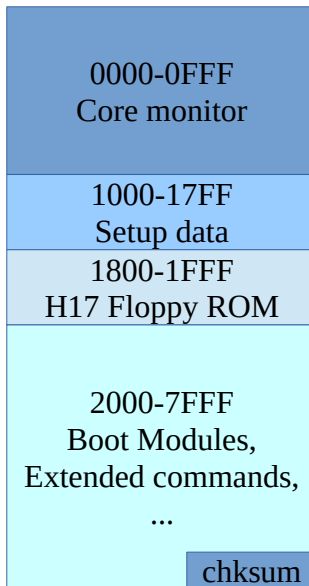 0000-0FFF
Core monitor
1000-17FF
Setup data
1800-1FFF
H17 Floppy ROM
2000-7FFF
Boot Modules,
Extended commands,
...
chksum